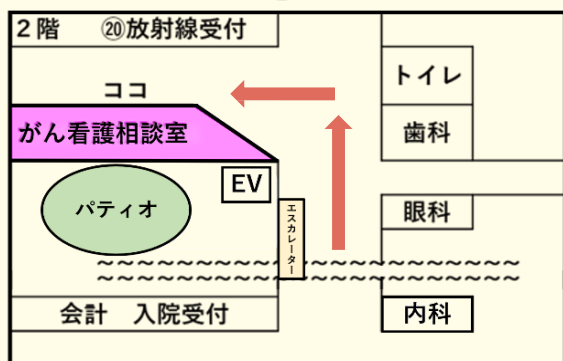 2階 ⑳放射線受付
ココ
トイレ
がん看護相談室
歯科
EV
パティオ
エスカレーター
眼科
会計 入院受付
内科